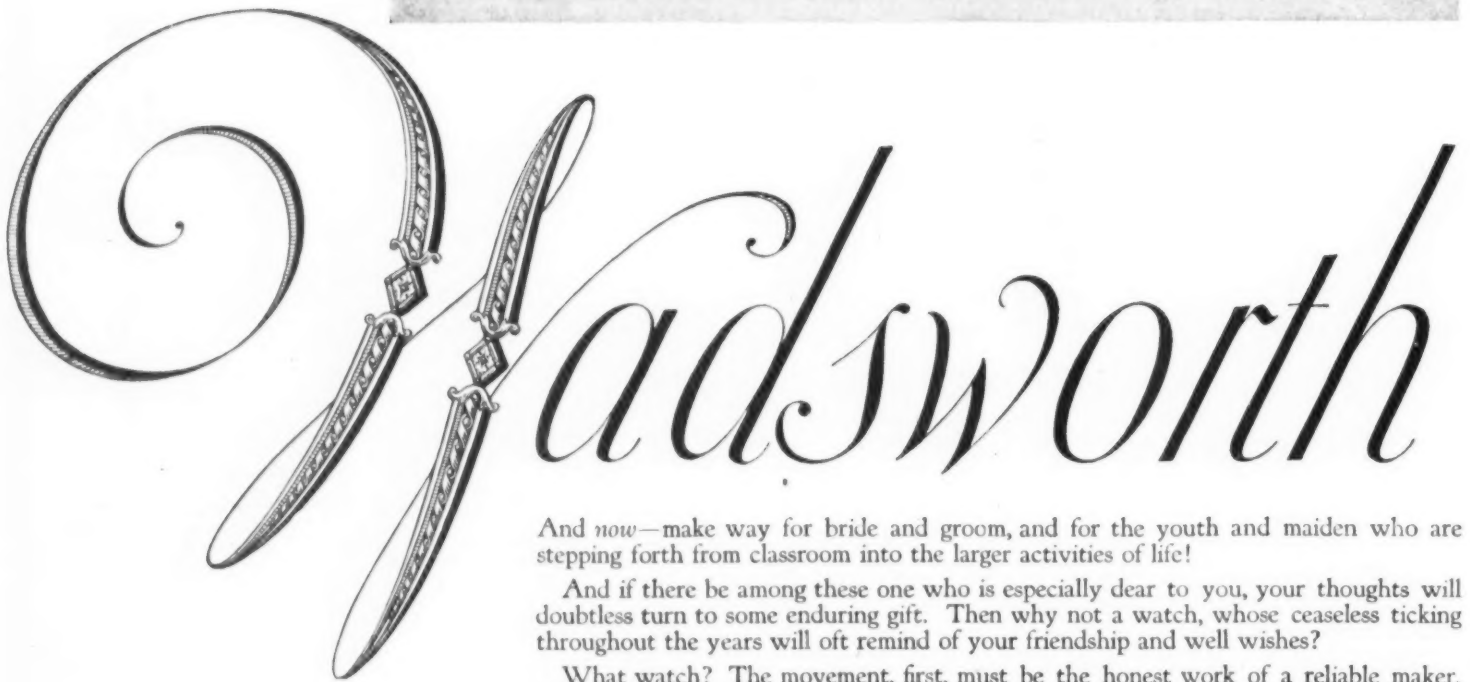 Wadsworth
And now—make way for bride and groom, and for the youth and maiden who are
stepping forth from classroom into the larger activities of life!
And if there be among these one who is especially dear to you, your thoughts will
doubtless turn to some enduring gift. Then why not a watch, whose ceaseless ticking
throughout the years will oft remind of your friendship and well wishes?
What watch? The movement, first, must be the honest work of a reliable maker.